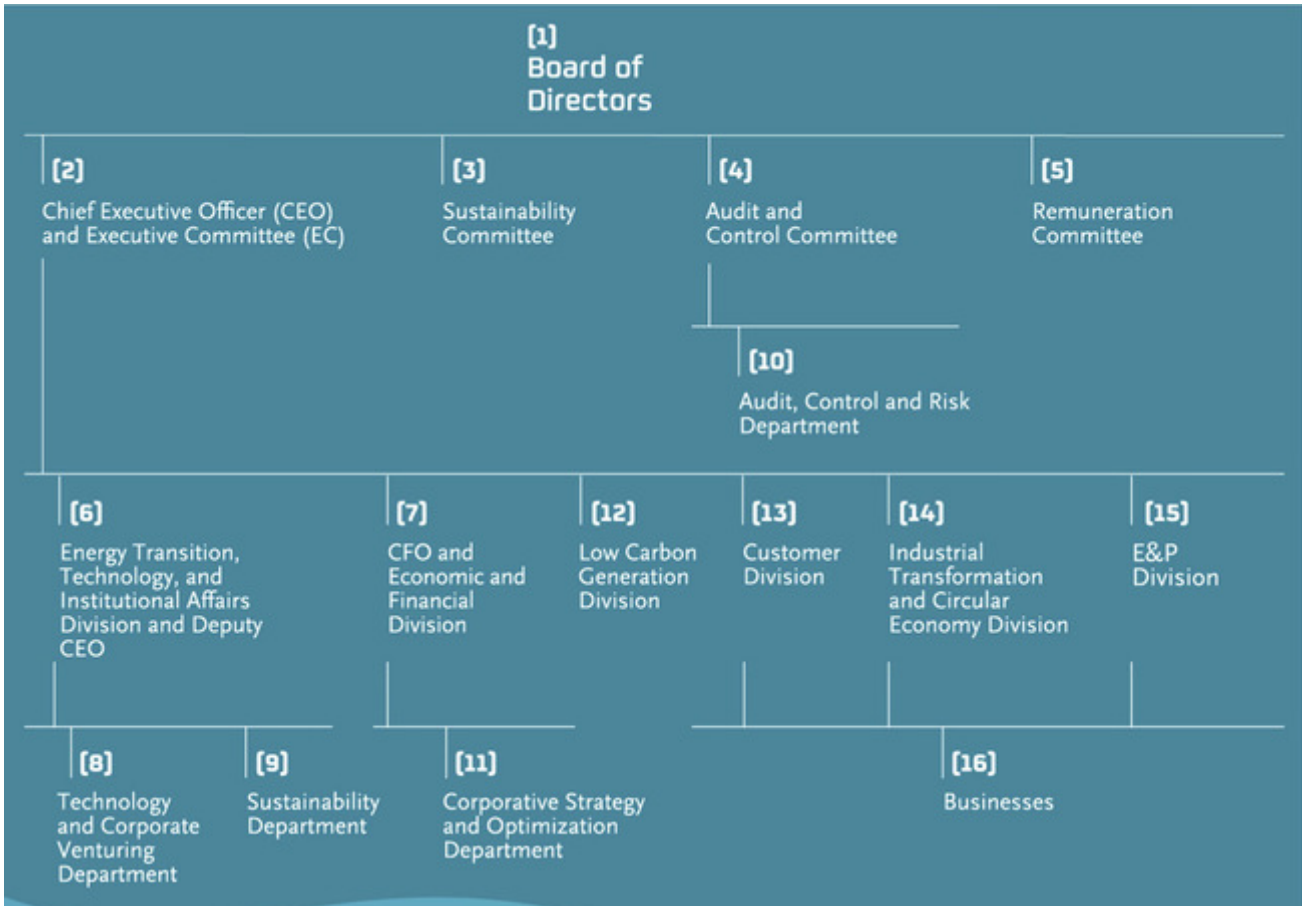 [1]
Board of
Directors
[2]
Chief Executive Officer (CEO)
and Executive Committee (EC)
[3]
Sustainability
Committee
[4]
Audit and
Control Committee
[5]
Remuneration
Committee
[10]
Audit, Control and Risk
Department
[6]
Energy Transition,
Technology, and
Institutional Affairs
Division and Deputy
CEO
[7]
CFO and
Economic and
Financial
Division
[12]
Low Carbon
Generation
Division
[13]
Customer
Division
[14]
Industrial
Transformation
and Circular
Economy Division
[15]
E&P
Division
[8]
Technology
and Corporate
Venturing
Department
[9]
Sustainability
Department
[11]
Corporative Strategy
and Optimization
Department
[16]
Businesses